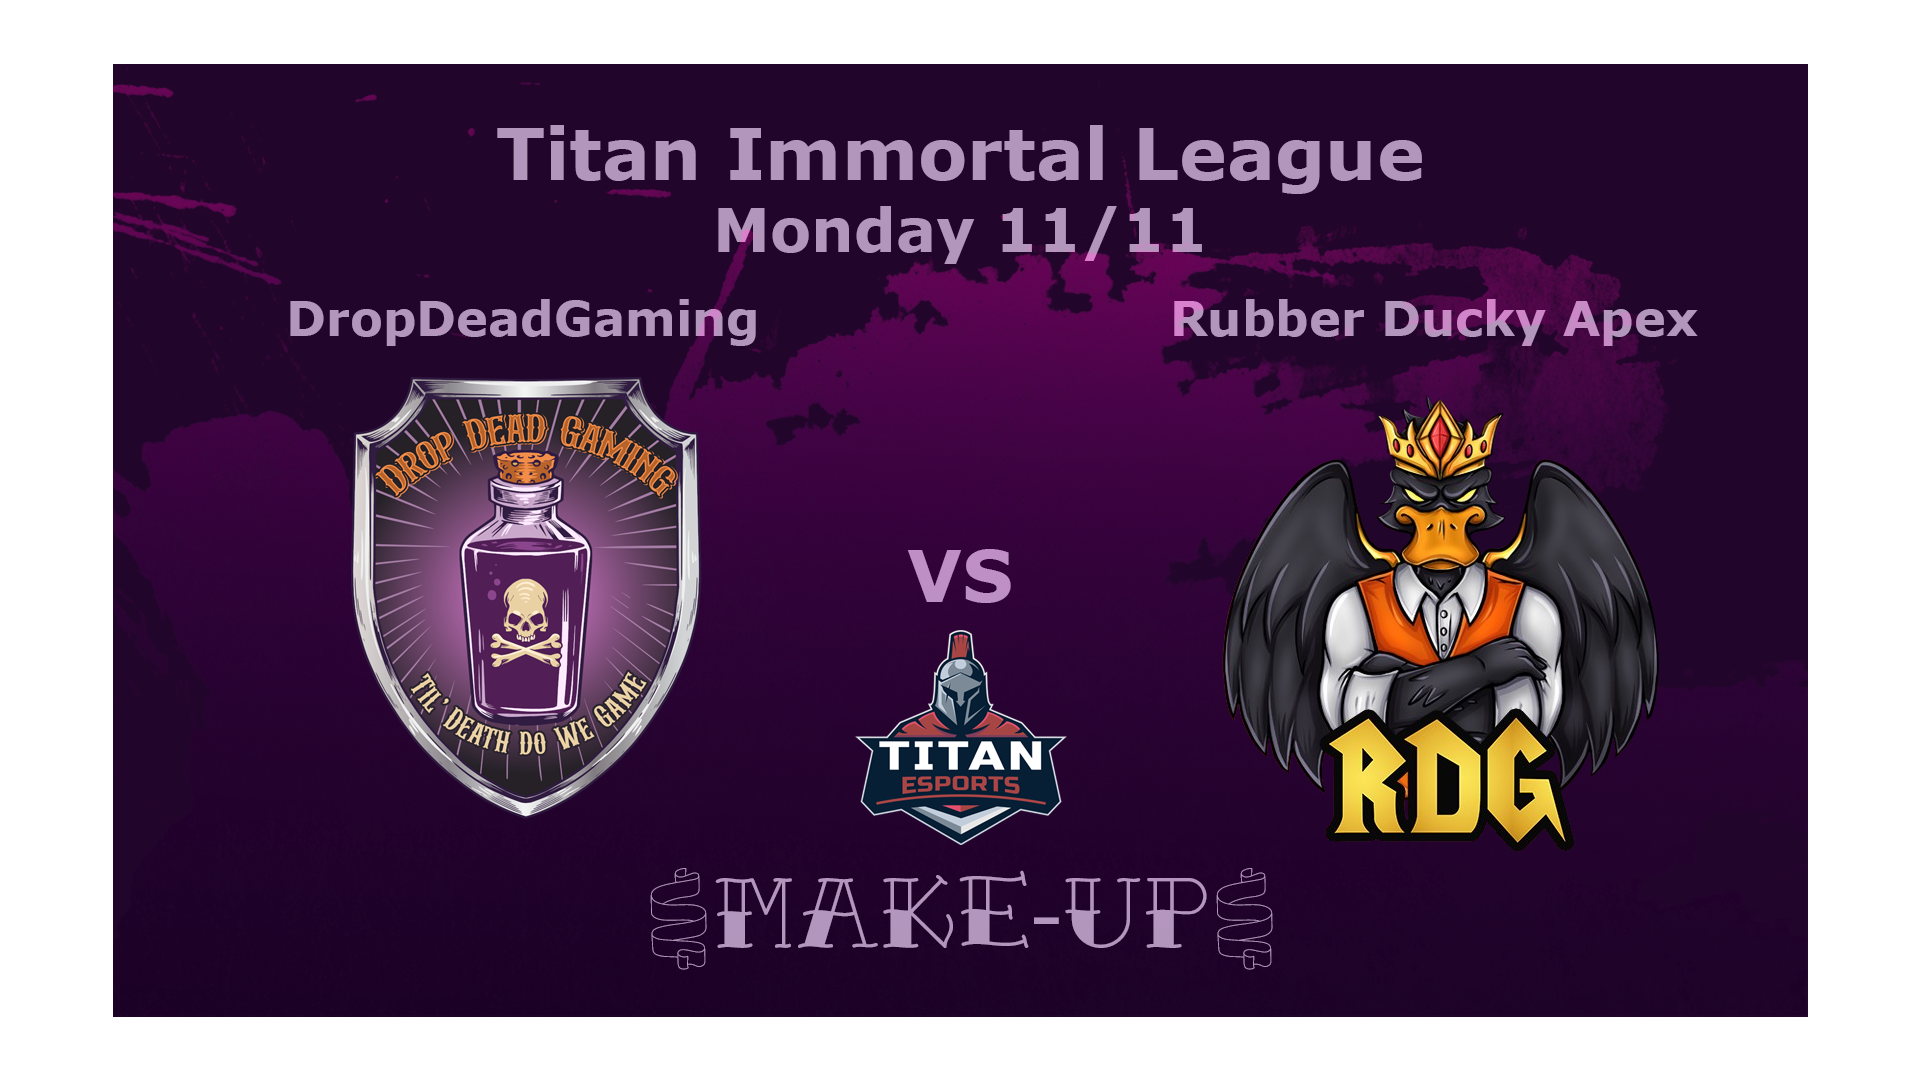 Titan Immortal League
Monday 11/11
DropDeadGaming
Rubber Ducky Apex
DROP DEAD GAMING
TIL' DEATH DO WE GAME
VS
TITAN
ESPORTS
RDG
MAKE-UP